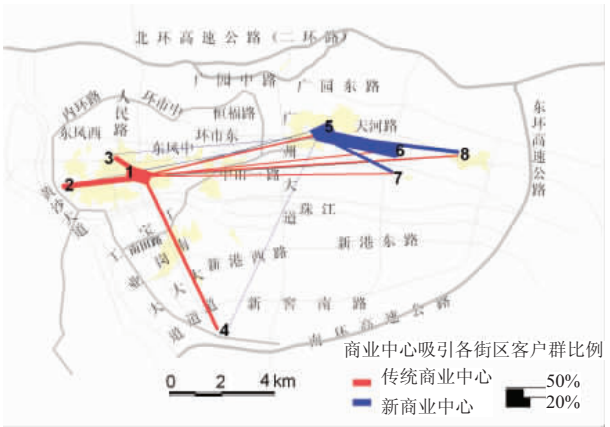 北环高速公路(二环路)
广园中路
广园东路
内环路
人民路
环市中
恒福路
东风西
东风中
环市东
广州大道
天河路
东环高速公路
中山一路
黄沙大道
珠江
宝
南田路
工业大道
新港西路
新港东路
新窖南路
南环高速公路
1
2
3
4
5
6
7
8
商业中心吸引各街区客户群比例
0 2 4 km
传统商业中心
新商业中心
50%
20%